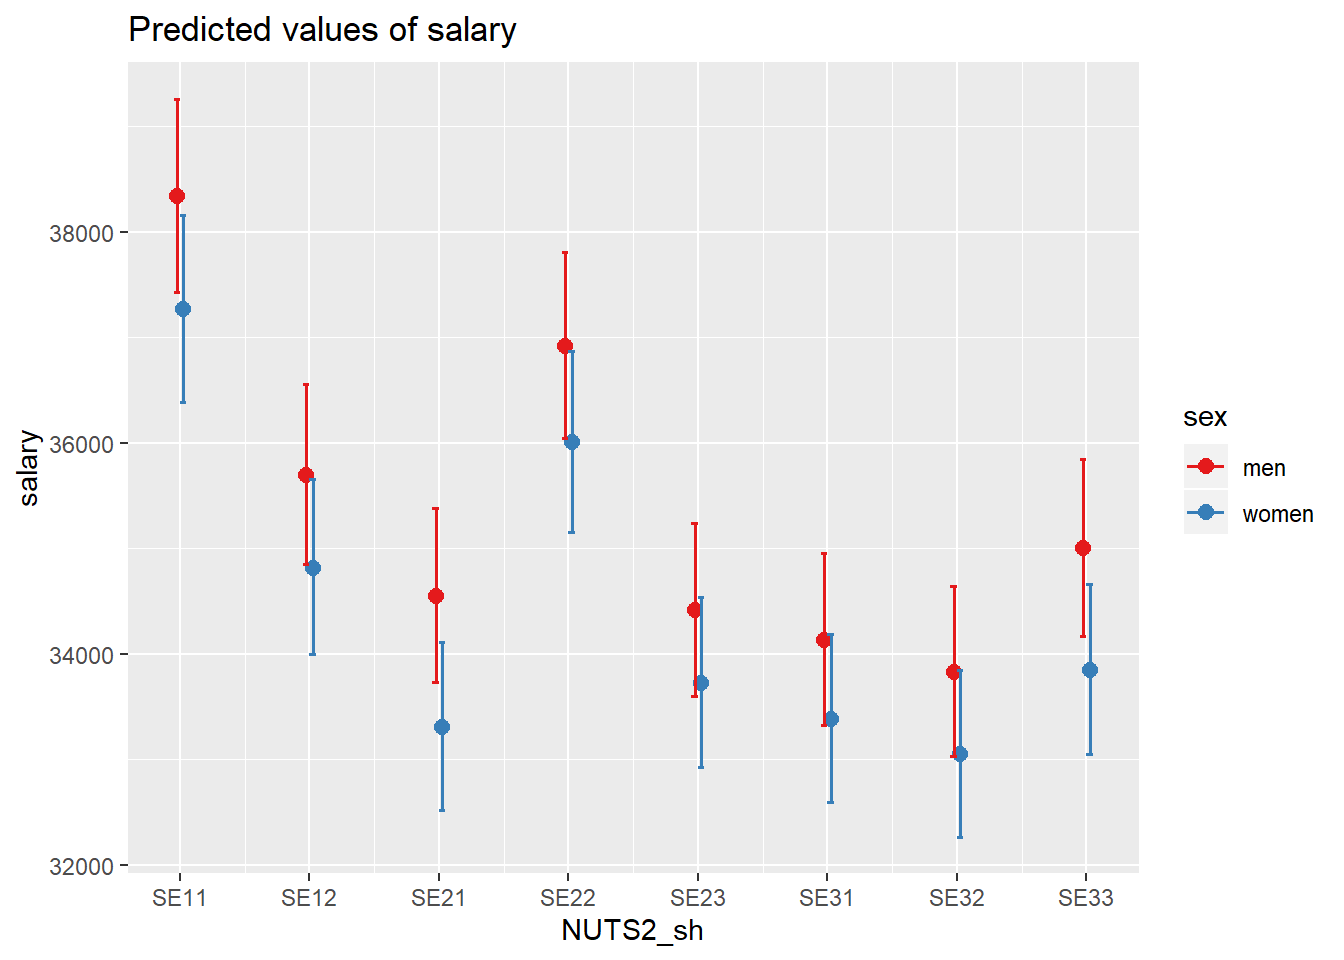 Predicted values of salary
38000
36000
34000
32000
salary
SE11 SE12 SE21 SE22 SE23 SE31 SE32 SE33
NUTS2_sh
sex
men
women